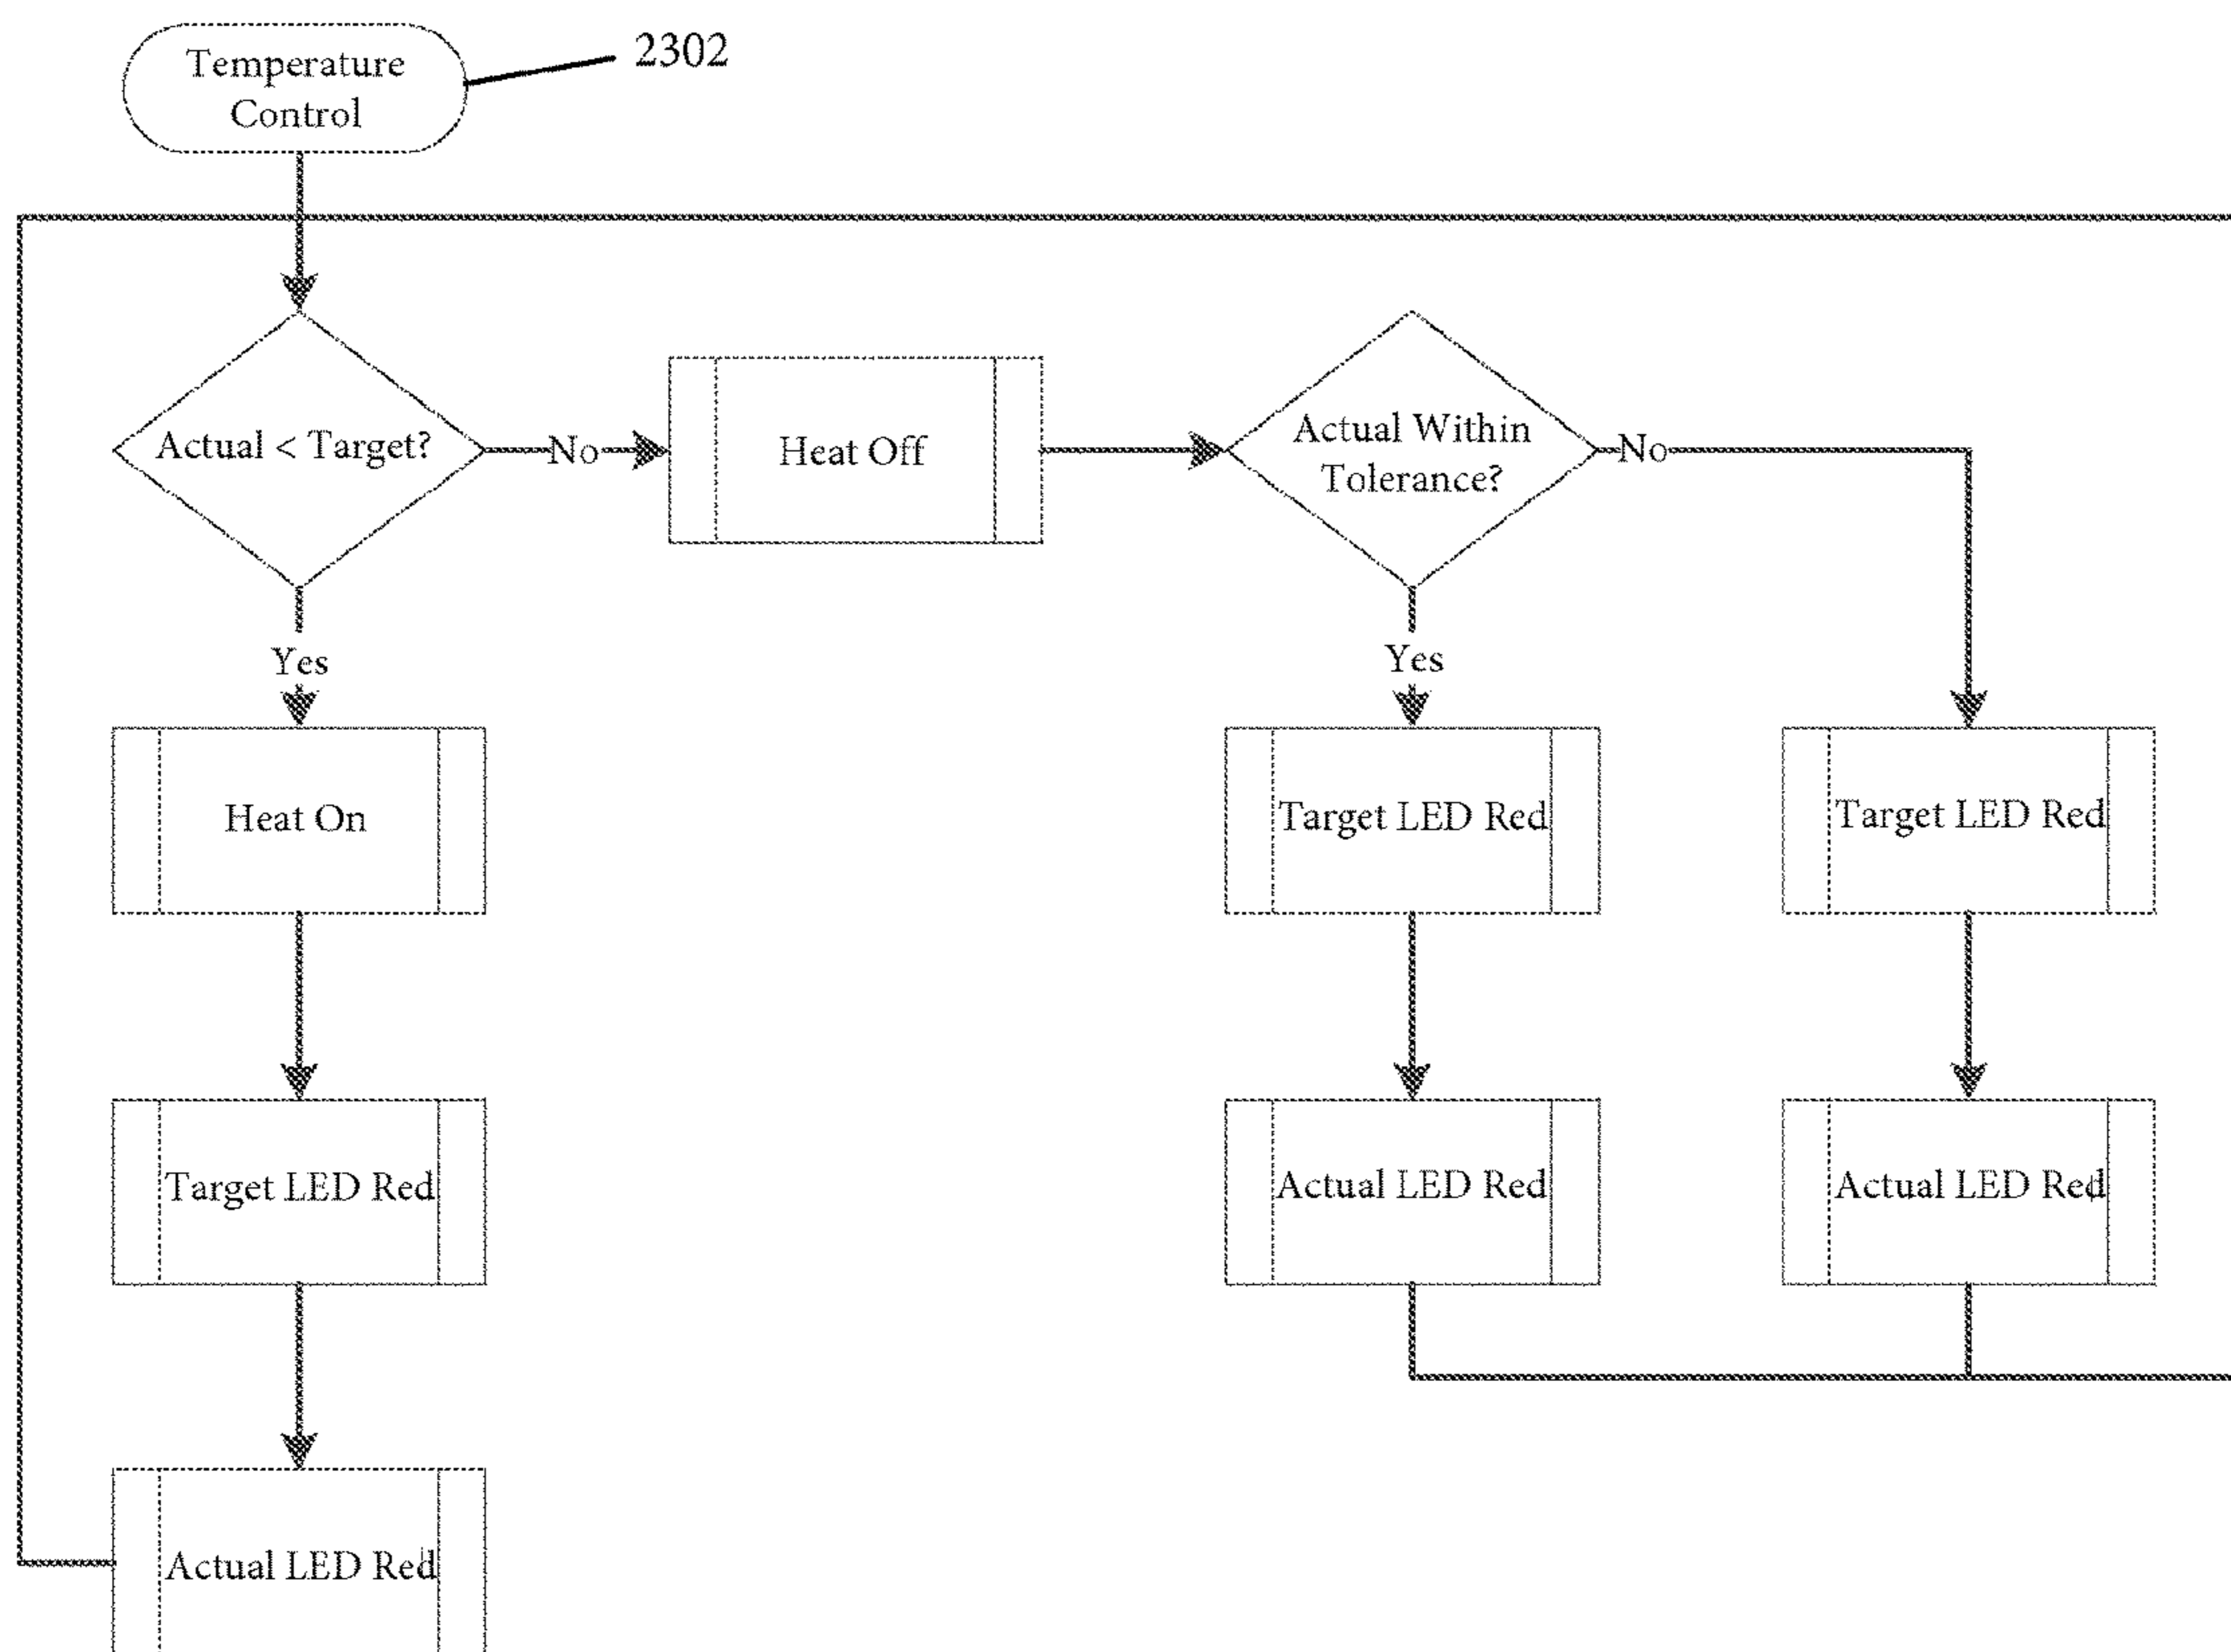 Temperature
Control
2302
Actual < Target?
No
Heat Off
Actual Within
Tolerance?
No
Yes
Yes
Heat On
Target LED Red
Target LED Red
Target LED Red
Actual LED Red
Actual LED Red
Actual LED Red